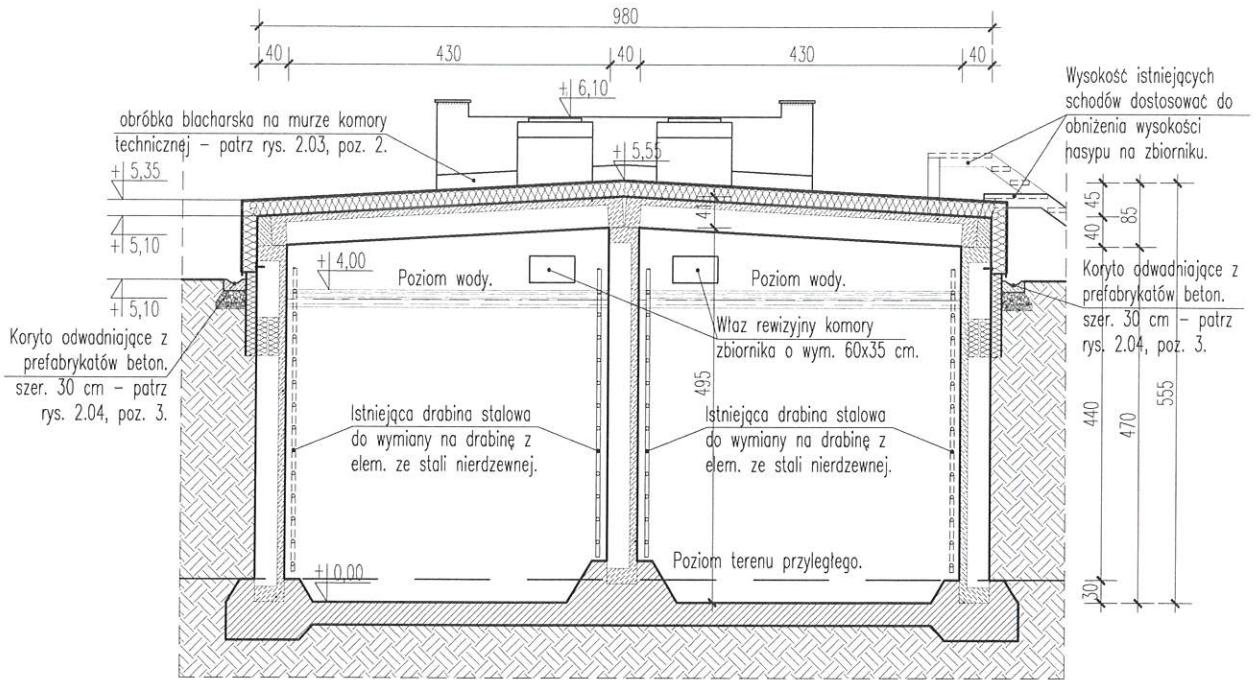 980
40
430
40
430
40
+ 6,10
obróbka blacharska na murze komory
technicznej – patrz rys. 2.03, poz. 2.
Wysokość istniejących
schodów dostosować do
obniżenia wysokości
nasypu na zbiorniku.
+ 5,55
+ 5,35
+ 5,10
+ 5,10
+ 4,00
Poziom wody.
Poziom wody.
45
40
85
Koryto odwadniające z
prefabrykatów beton.
szer. 30 cm – patrz
rys. 2.04, poz. 3.
Koryto odwadniające z
prefabrykatów beton.
szer. 30 cm – patrz
rys. 2.04, poz. 3.
Właz rewizyjny komory
zbiornika o wym. 60x35 cm.
495
440
470
555
Istniejąca drabina stalowa
do wymiany na drabinę z
elem. ze stali nierdzewnej.
Istniejąca drabina stalowa
do wymiany na drabinę z
elem. ze stali nierdzewnej.
Poziom terenu przyległego.
+ 0,00
30